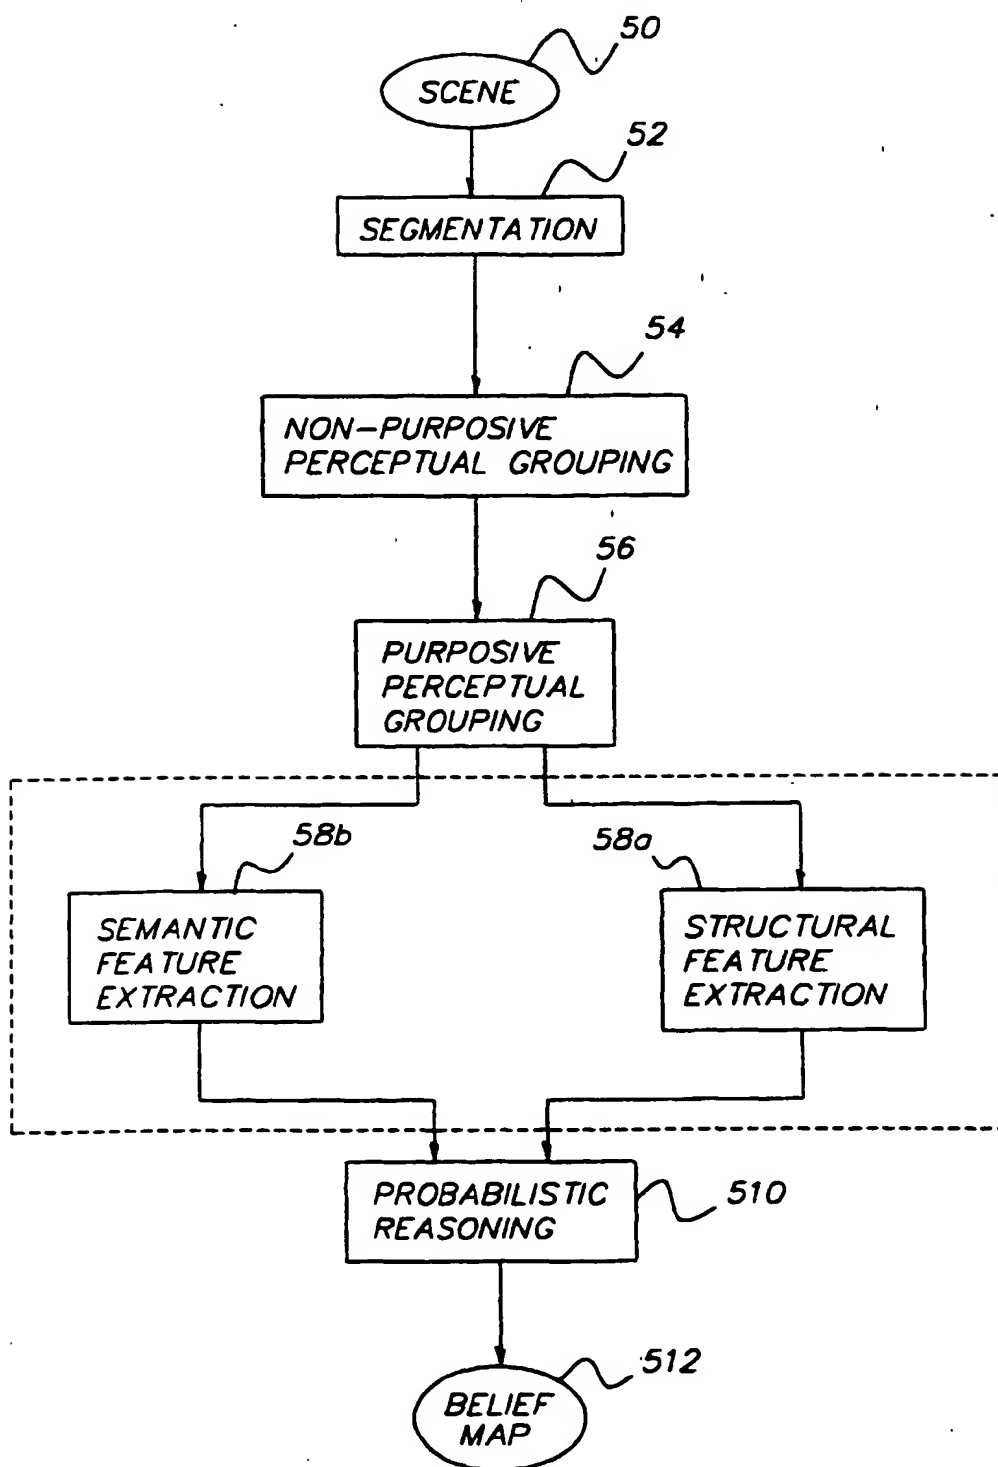 50
SCENE
52
SEGMENTATION
54
NON-PURPOSIVE
PERCEPTUAL GROUPING
56
PURPOSIVE
PERCEPTUAL
GROUPING
58b
58a
SEMANTIC
FEATURE
EXTRACTION
STRUCTURAL
FEATURE
EXTRACTION
PROBABILISTIC
REASONING
510
512
BELIEF
MAP